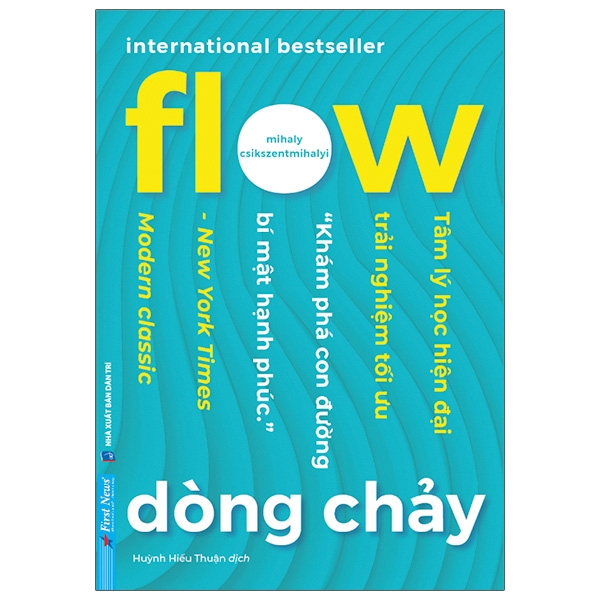 international bestseller
flow
mihaly
csikszentmihalyi
Tâm lý học hiện đại
trải nghiệm tối ưu
“Khám phá con đường
bí mật hạnh phúc.”
- New York Times
Modern classic
NHÀ XUẤT BẢN DÂN TRÍ
First News
dòng chảy
Huỳnh Hiếu Thuận dịch